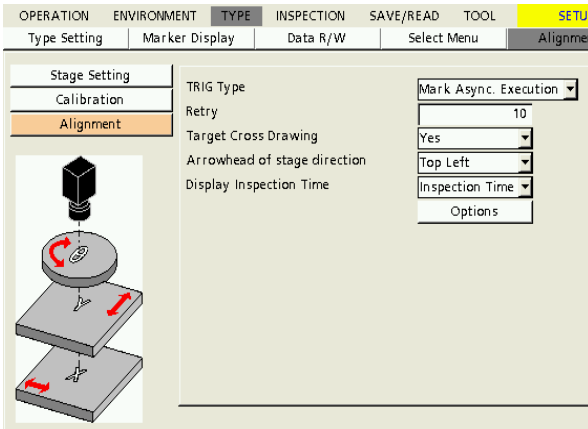 OPERATION ENVIRONMENT TYPE INSPECTION SAVE/READ TOOL SETU
Type Setting Marker Display Data R/W Select Menu Alignme
Stage Setting
Calibration
Alignment
TRIG Type Mark Async. Execution
Retry 10
Target Cross Drawing Yes
Arrowhead of stage direction Top Left
Display Inspection Time Inspection Time
Options
θ
Y
X